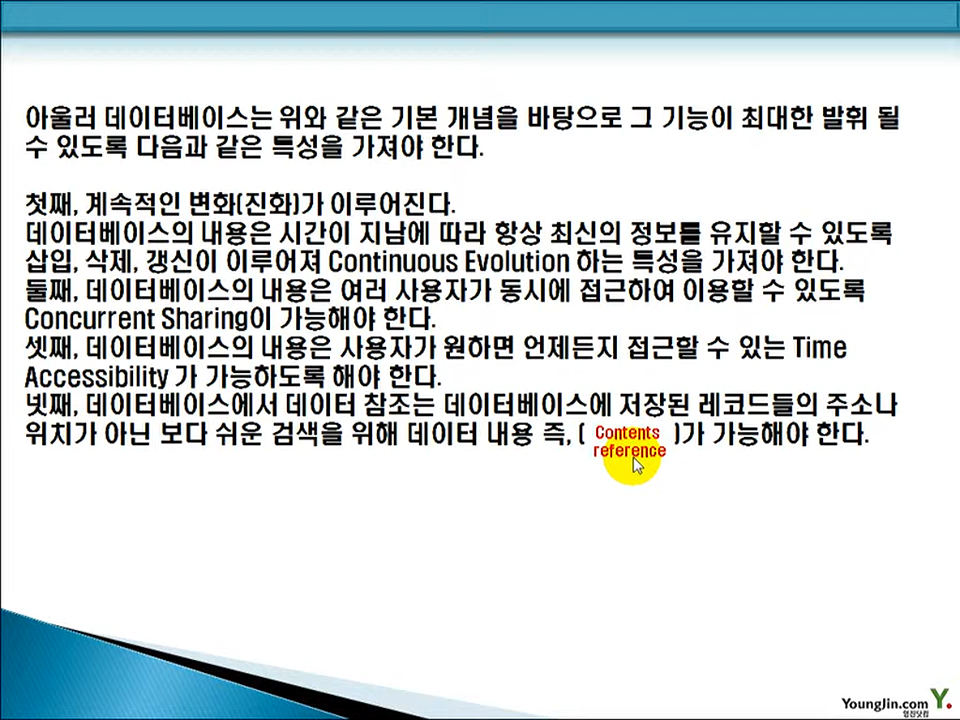 아울러 데이터베이스는 위와 같은 기본 개념을 바탕으로 그 기능이 최대한 발휘 될
수 있도록 다음과 같은 특성을 가져야 한다.
첫째, 계속적인 변화(진화)가 이루어진다.
데이터베이스의 내용은 시간이 지남에 따라 항상 최신의 정보를 유지할 수 있도록
삽입, 삭제, 갱신이 이루어져 Continuous Evolution 하는 특성을 가져야 한다.
둘째, 데이터베이스의 내용은 여러 사용자가 동시에 접근하여 이용할 수 있도록
Concurrent Sharing이 가능해야 한다.
셋째, 데이터베이스의 내용은 사용자가 원하면 언제든지 접근할 수 있는 Time
Accessibility 가 가능하도록 해야 한다.
넷째, 데이터베이스에서 데이터 참조는 데이터베이스에 저장된 레코드들의 주소나
위치가 아닌 보다 쉬운 검색을 위해 데이터 내용 즉, ( Contents reference )가 가능해야 한다.
YoungJin.com Y.
영진닷컴